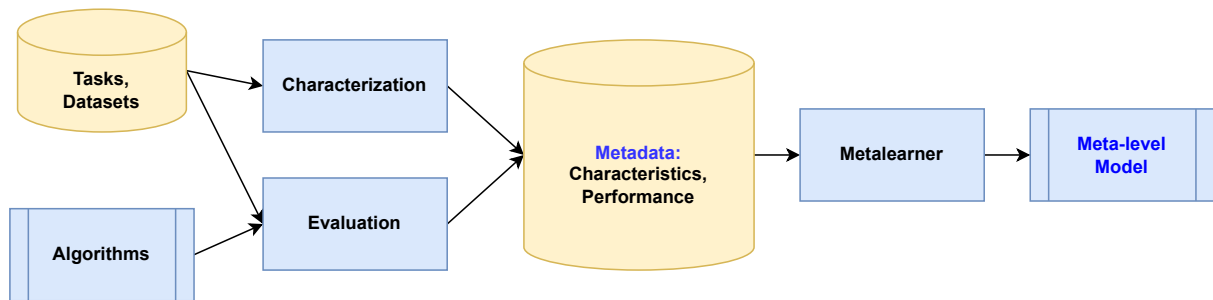 Tasks,
Datasets
Characterization
Algorithms
Evaluation
Metadata:
Characteristics,
Performance
Metalearner
Meta-level
Model